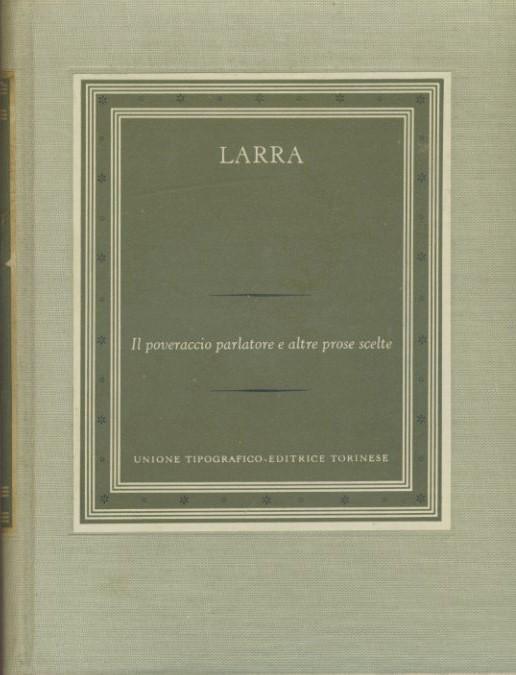 LARRA
Il poveraccio parlatore e altre prose scelte
UNIONE TIPOGRAFICO-EDITRICE TORINESE